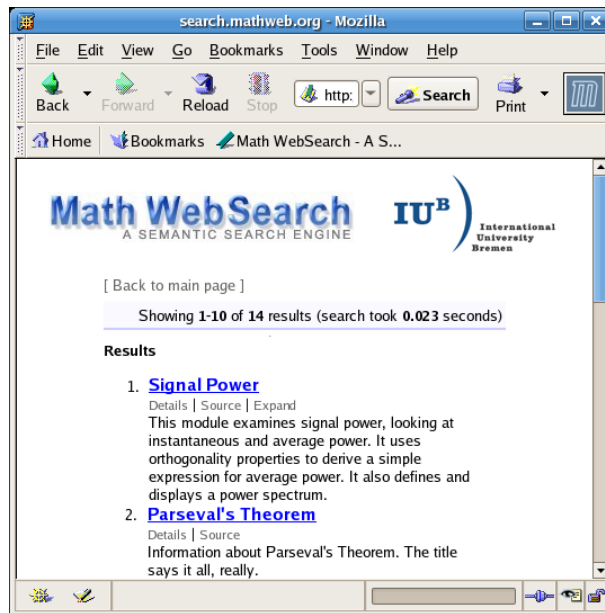 search.mathweb.org - Mozilla
File Edit View Go Bookmarks Tools Window Help
Back Forward Reload Stop http: Search Print
Home Bookmarks Math WebSearch - A S...
Math WebSearch
A SEMANTIC SEARCH ENGINE
IUB
International
University
Bremen
[ Back to main page ]
Showing 1-10 of 14 results (search took 0.023 seconds)
Results
1. Signal Power
Details | Source | Expand
This module examines signal power, looking at
instantaneous and average power. It uses
orthogonality properties to derive a simple
expression for average power. It also defines and
displays a power spectrum.
2. Parseval's Theorem
Details | Source
Information about Parseval's Theorem. The title
says it all, really.